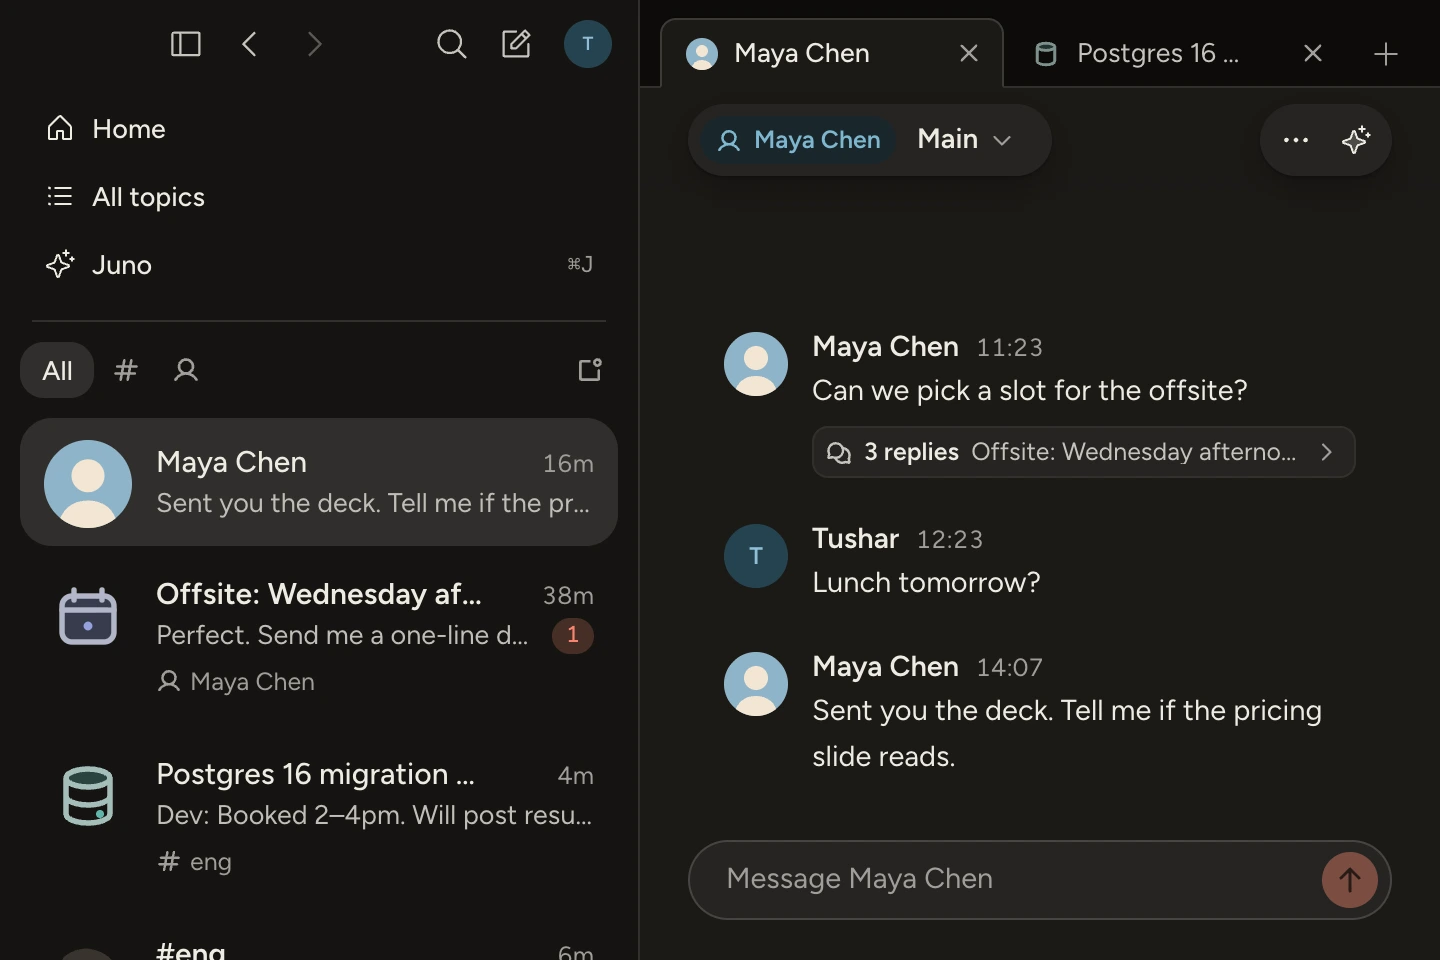 T
Home
All topics
Juno ⌘J
All
Maya Chen 16m
Sent you the deck. Tell me if the pr...
Offsite: Wednesday af... 38m
Perfect. Send me a one-line d... 1
Maya Chen
Postgres 16 migration ... 4m
Dev: Booked 2–4pm. Will post resu...
# eng
#eng 6m
Maya Chen
Postgres 16 ...
Maya Chen Main
Maya Chen 11:23
Can we pick a slot for the offsite?
3 replies Offsite: Wednesday afterno...
T
Tushar 12:23
Lunch tomorrow?
Maya Chen 14:07
Sent you the deck. Tell me if the pricing
slide reads.
Message Maya Chen